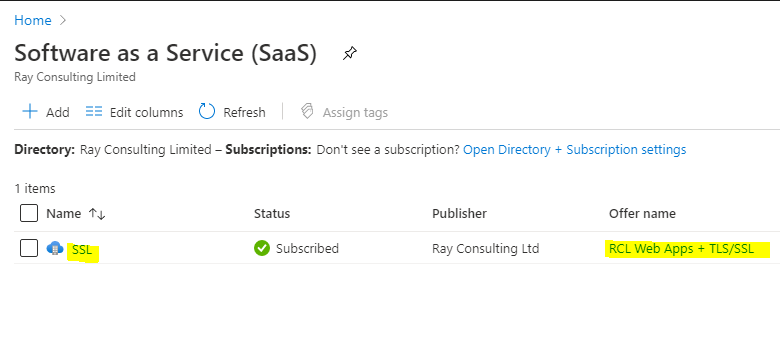 Home >
Software as a Service (SaaS)
Ray Consulting Limited
Add Edit columns Refresh Assign tags
Directory: Ray Consulting Limited – Subscriptions: Don't see a subscription? Open Directory + Subscription settings
1 items
Name ↑↓ Status Publisher Offer name
SSL Subscribed Ray Consulting Ltd RCL Web Apps + TLS/SSL